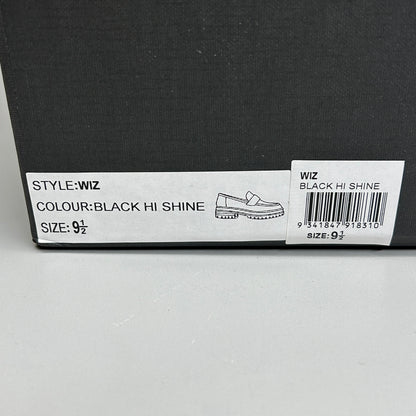 STYLE:WIZ
COLOUR:BLACK HI SHINE
SIZE: 9½
WIZ
BLACK HI SHINE
9 341847 918310
SIZE: 9½